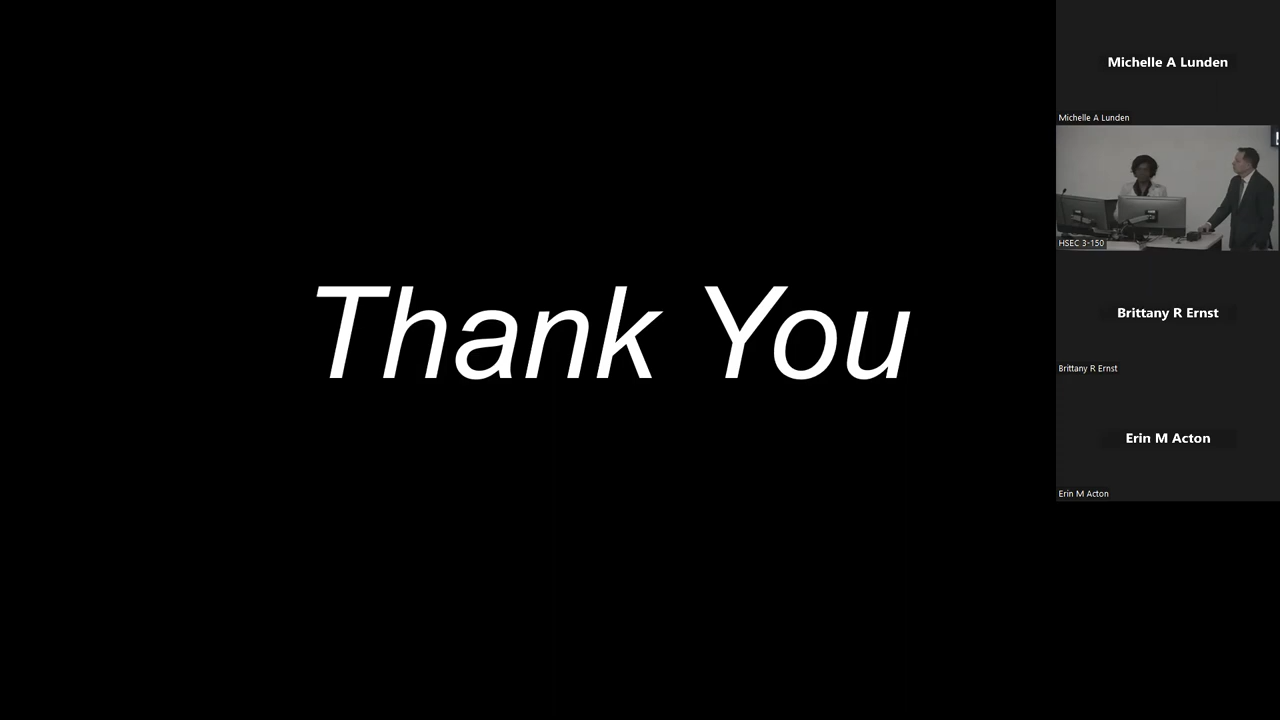 Thank You
Michelle A Lunden
Michelle A Lunden
HSEC 3-150
Brittany R Ernst
Brittany R Ernst
Erin M Acton
Erin M Acton